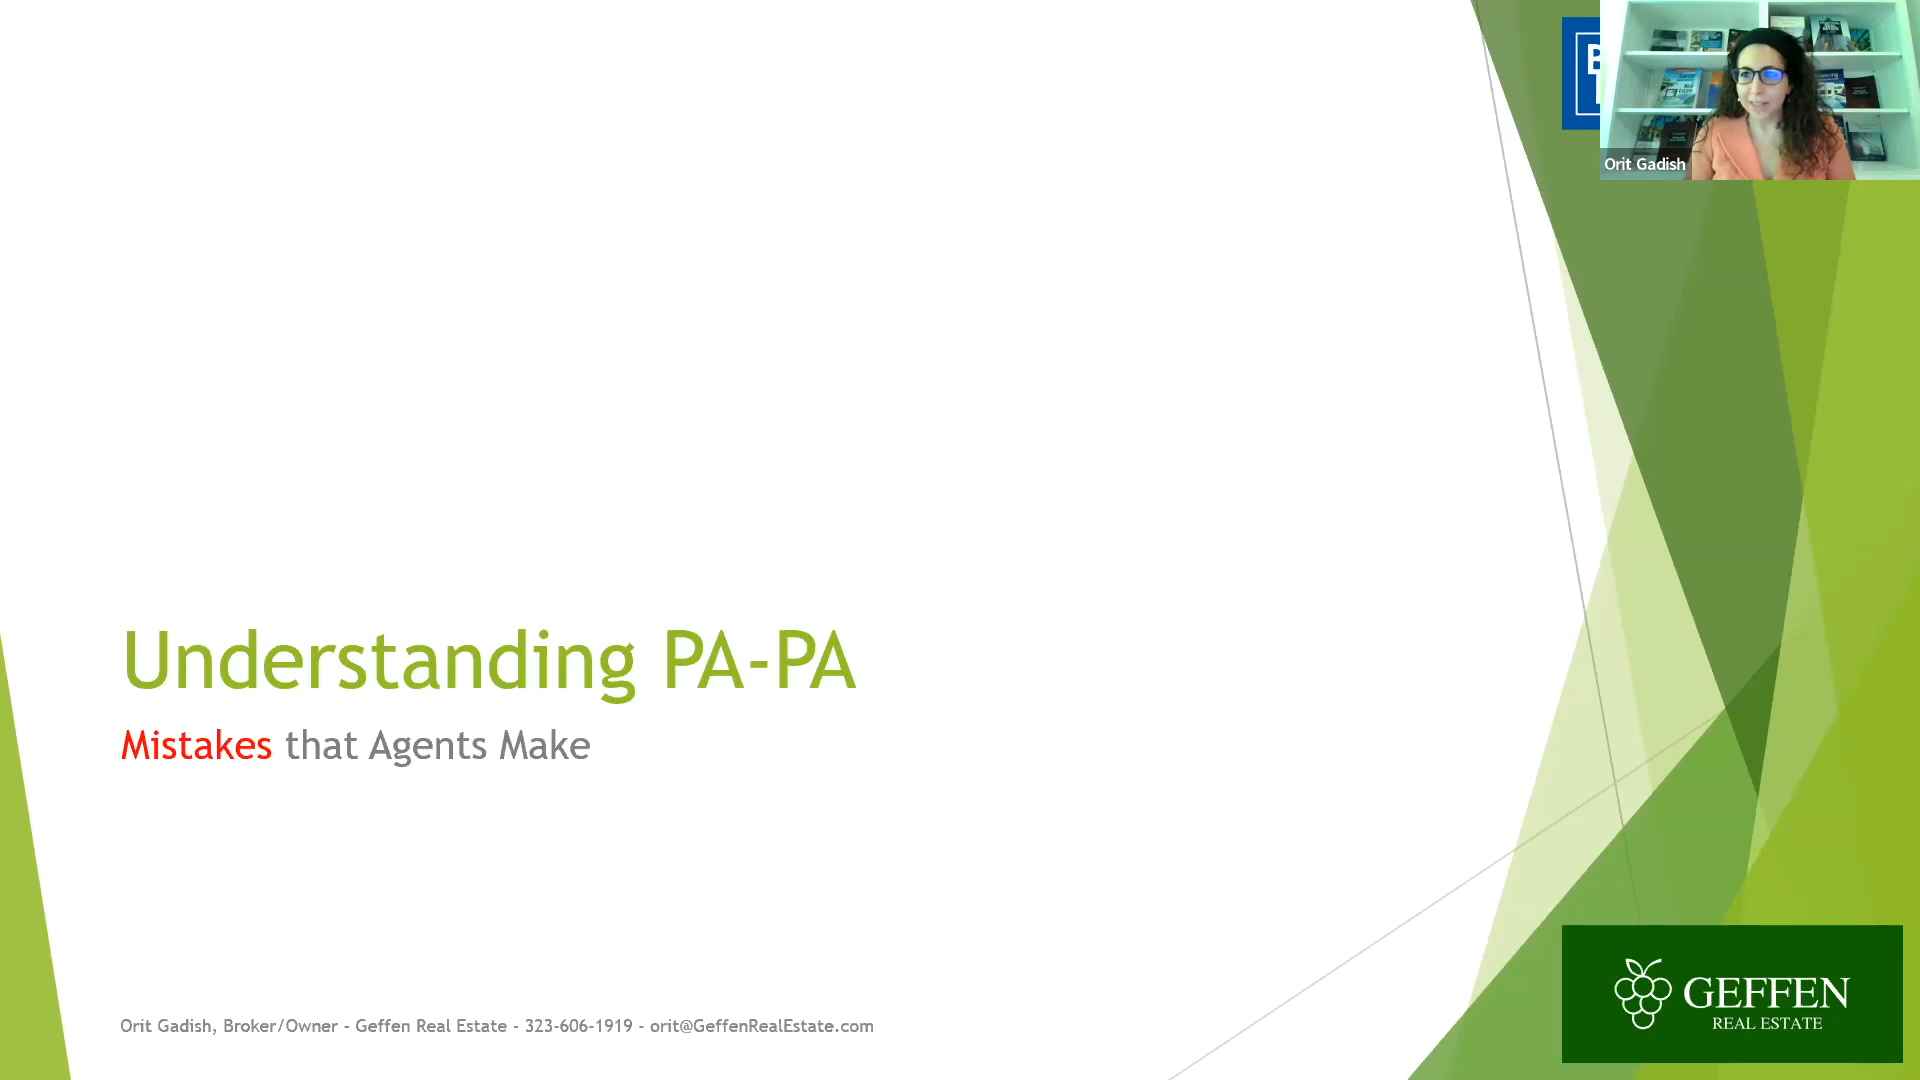 Orit Gadish
Understanding PA-PA
Mistakes that Agents Make
Orit Gadish, Broker/Owner - Geffen Real Estate - 323-606-1919 - orit@GeffenRealEstate.com
GEFFEN
REAL ESTATE